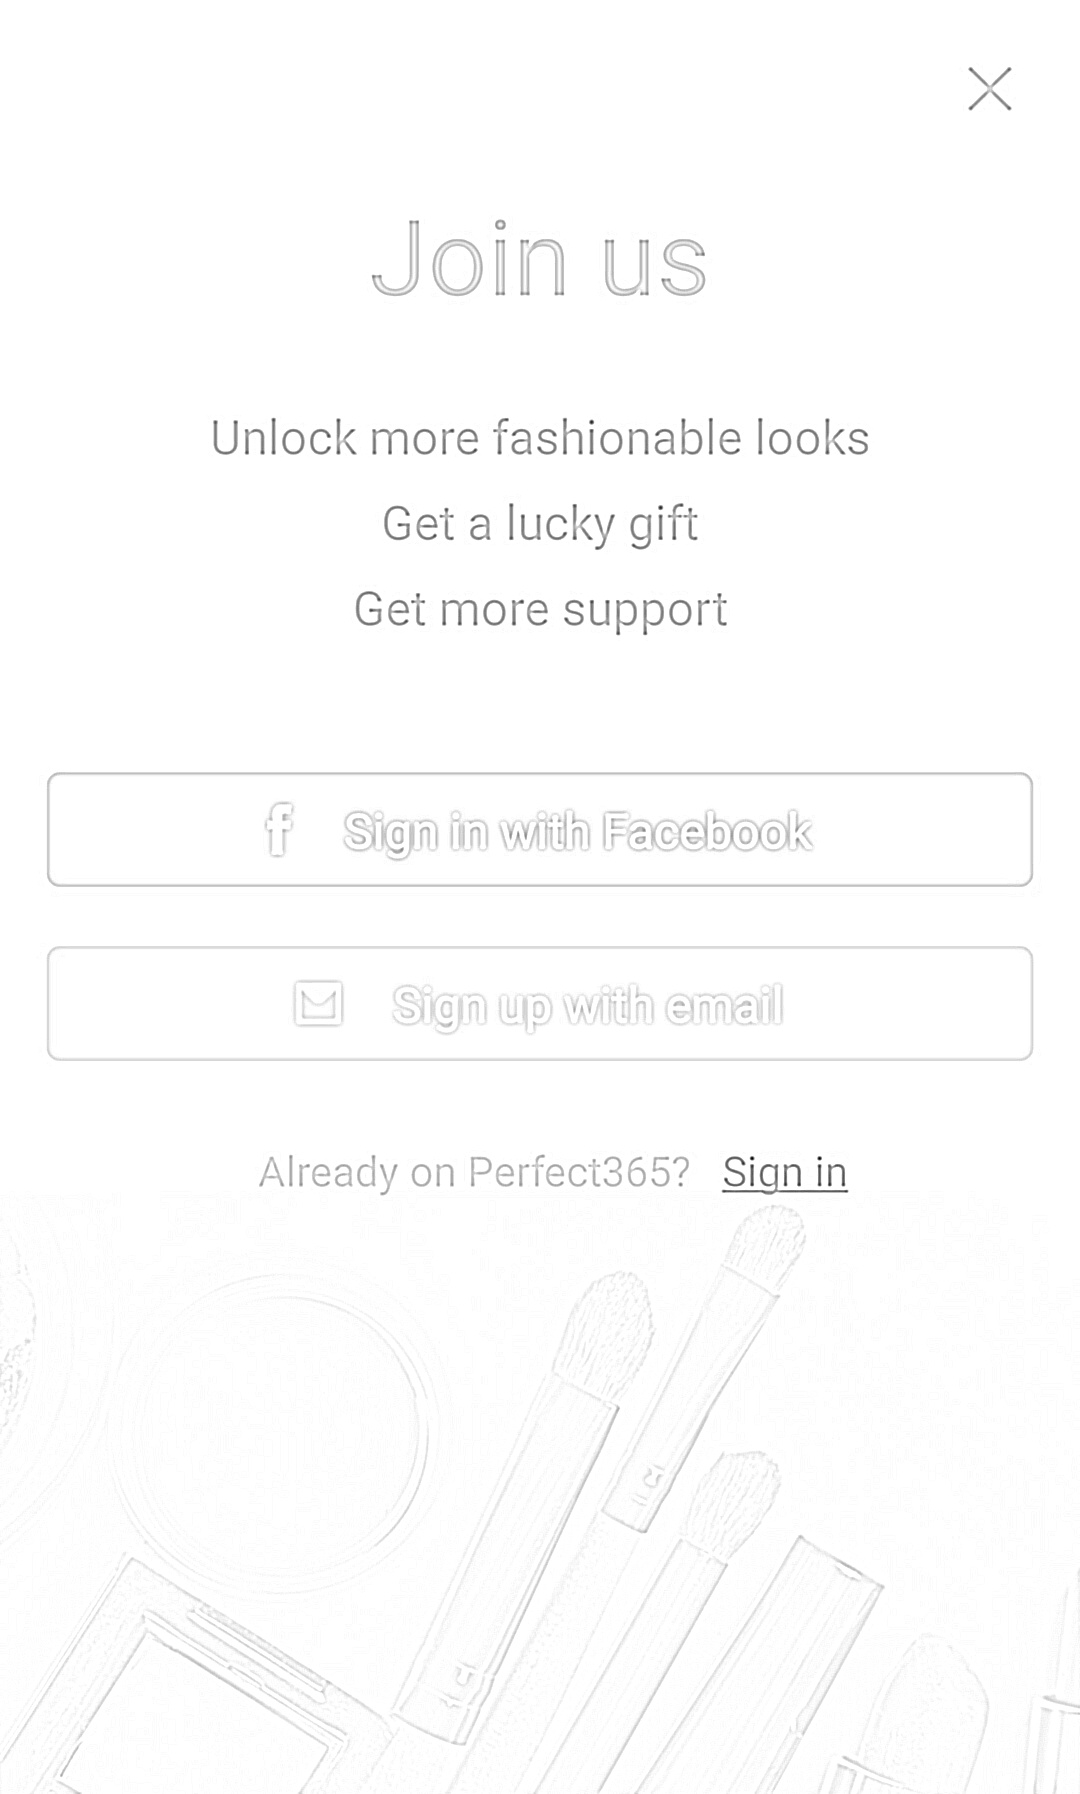 Join us
Unlock more fashionable looks
Get a lucky gift
Get more support
Sign in with Facebook
Sign up with email
Already on Perfect365? Sign in